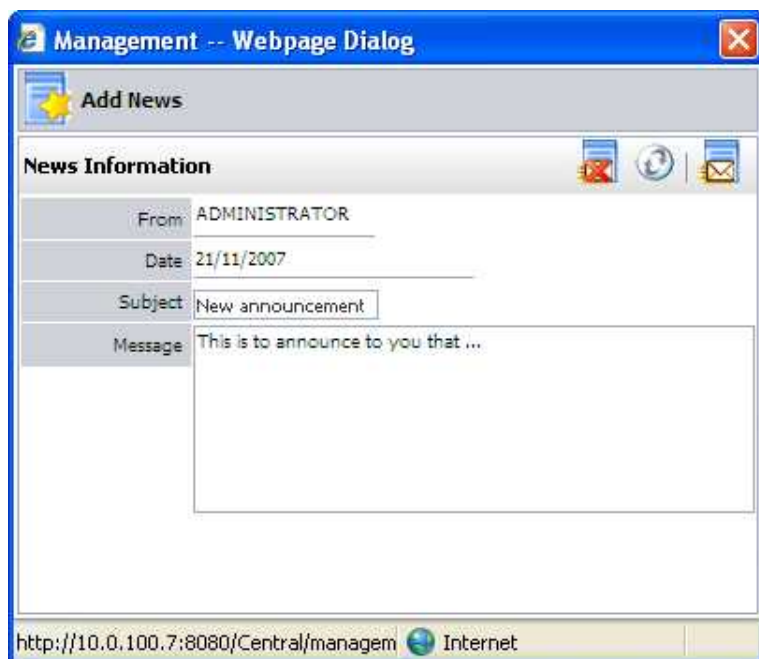 Management -- Webpage Dialog
Add News
News Information
From ADMINISTRATOR
Date 21/11/2007
Subject New announcement
Message This is to announce to you that ...
http://10.0.100.7:8080/Central/managem Internet